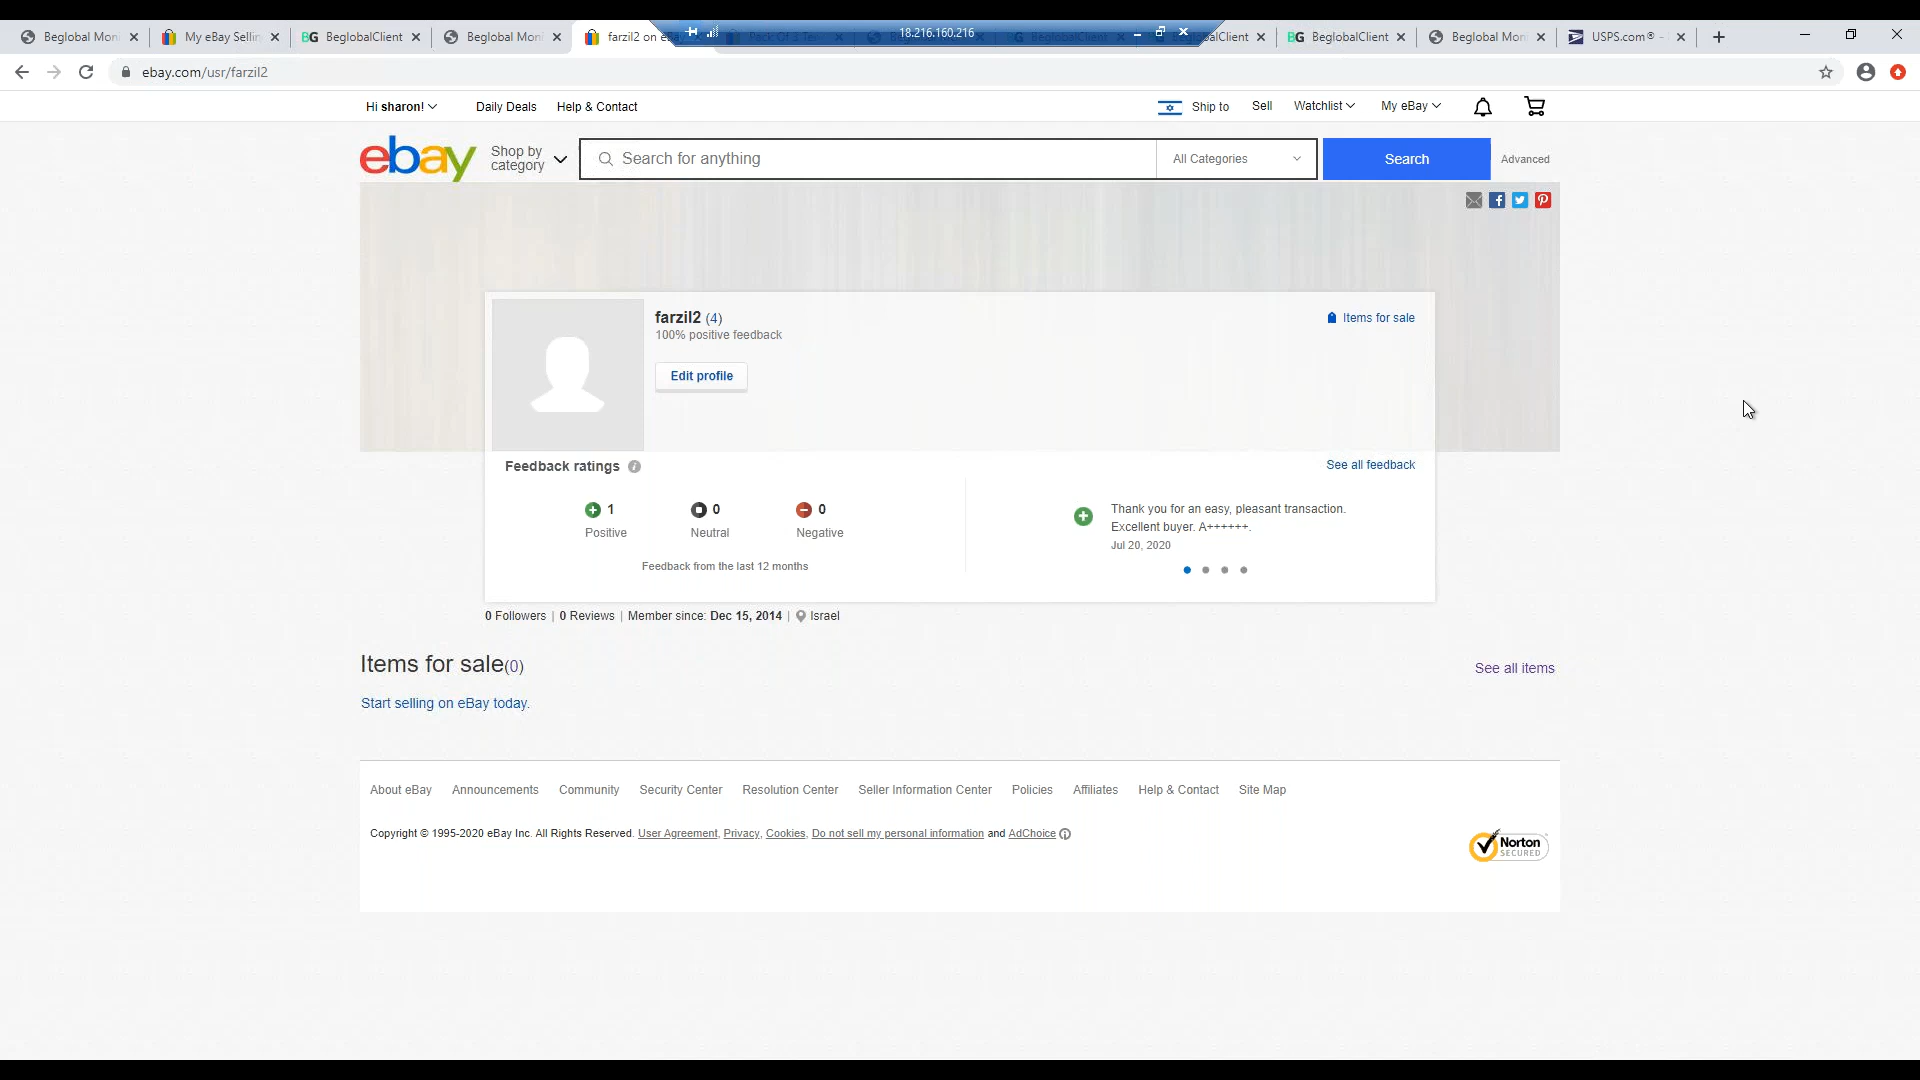 Beglobal Moni
My eBay Sellin
BG BeglobalClient
Beglobal Moni
farzil2 on eBay
18.216.160.216
BeglobalClient
Beglobal Moni
USPS.com® -
ebay.com/usr/farzil2
Hi sharon!
Daily Deals
Help & Contact
Ship to
Sell
Watchlist
My eBay
ebay
Shop by
category
Search for anything
All Categories
Search
Advanced
farzil2 (4)
100% positive feedback
Items for sale
Edit profile
Feedback ratings
See all feedback
1
Positive
0
Neutral
0
Negative
Feedback from the last 12 months
Thank you for an easy, pleasant transaction.
Excellent buyer. A++++++.
Jul 20, 2020
0 Followers | 0 Reviews | Member since: Dec 15, 2014 | Israel
Items for sale(0)
See all items
Start selling on eBay today.
About eBay
Announcements
Community
Security Center
Resolution Center
Seller Information Center
Policies
Affiliates
Help & Contact
Site Map
Copyright © 1995-2020 eBay Inc. All Rights Reserved. User Agreement, Privacy, Cookies, Do not sell my personal information and AdChoice
Norton
SECURED